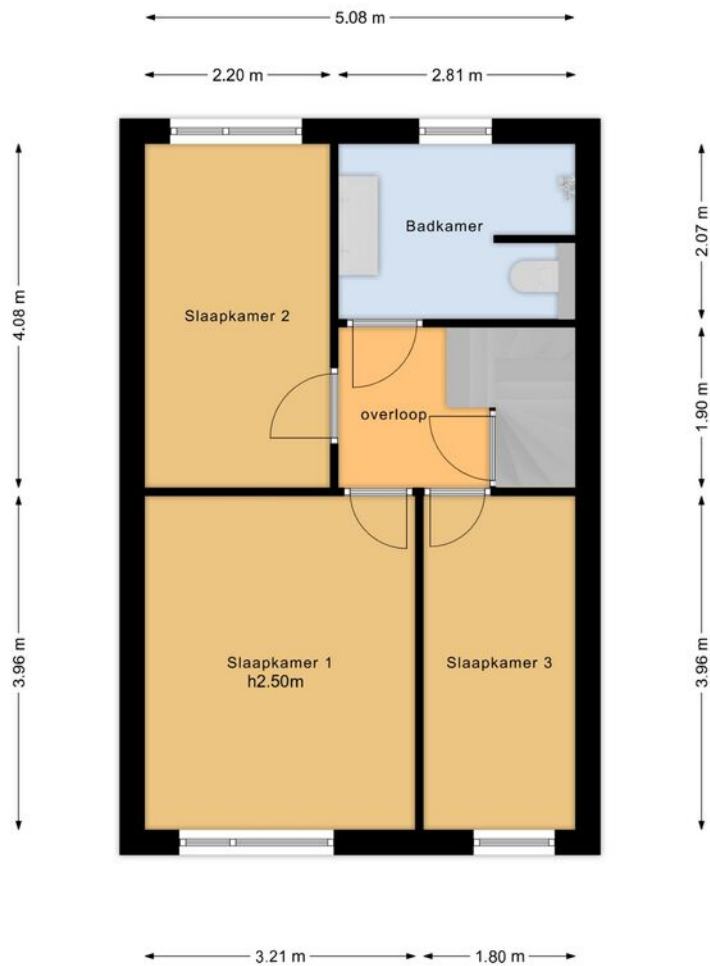 5.08 m
2.20 m
2.81 m
Badkamer
2.07 m
4.08 m
Slaapkamer 2
overloop
1.90 m
3.96 m
Slaapkamer 1
h2.50m
Slaapkamer 3
3.96 m
3.21 m
1.80 m